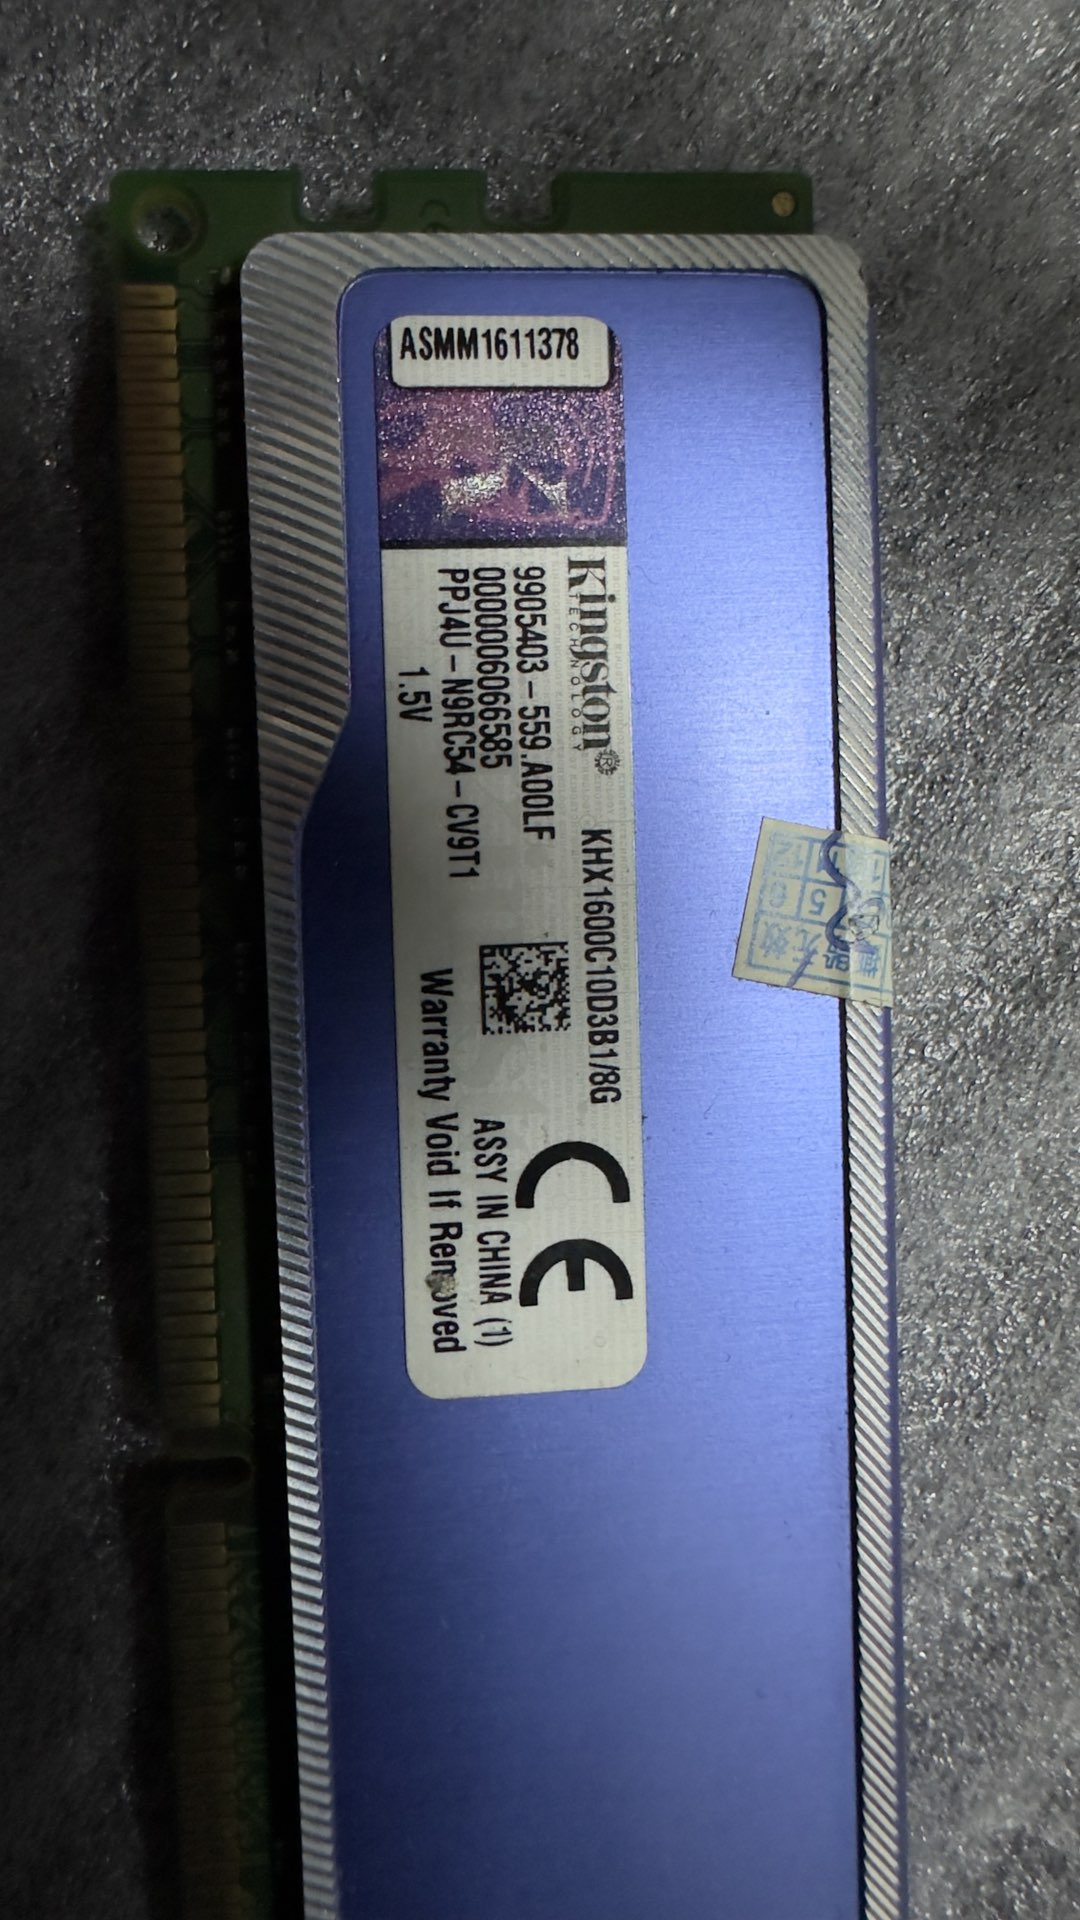 ASMM1611378
Kingston®
TECHNOLOGY
KHX1600C10D3B1/8G
9905403-559.A00LF
0000006066585
PPJ4U-N9RC54-CV9T1
1.5V
CE
ASSY IN CHINA (1)
Warranty Void If Removed